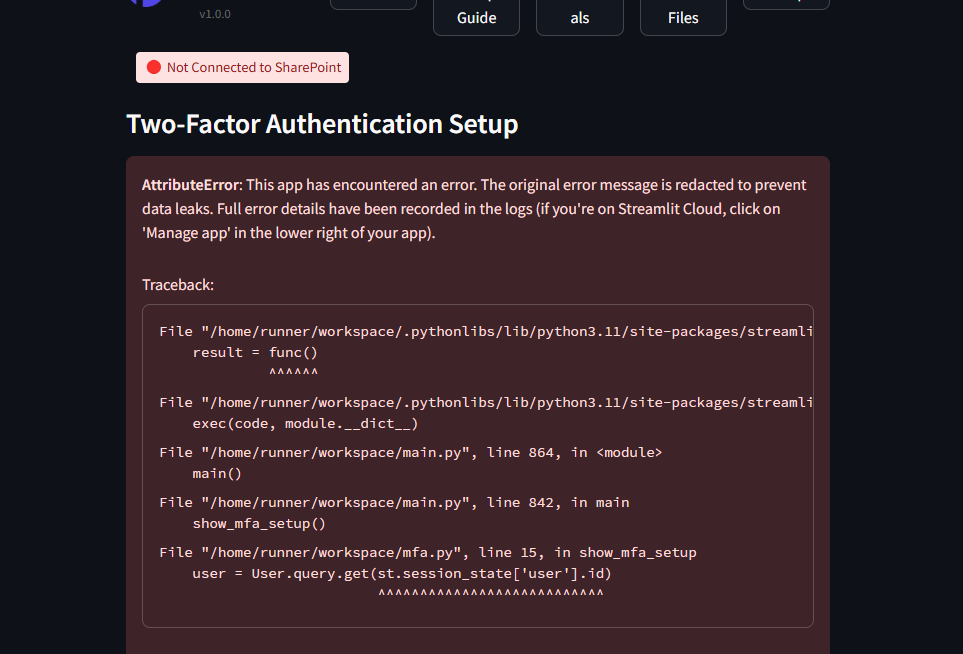 v1.0.0
Guide
als
Files
Not Connected to SharePoint
Two-Factor Authentication Setup
AttributeError: This app has encountered an error. The original error message is redacted to prevent
data leaks. Full error details have been recorded in the logs (if you're on Streamlit Cloud, click on
'Manage app' in the lower right of your app).
Traceback:
File "/home/runner/workspace/.pythonlibs/lib/python3.11/site-packages/streamli
result = func()
^^^^^^
File "/home/runner/workspace/.pythonlibs/lib/python3.11/site-packages/streamli
exec(code, module.__dict__)
File "/home/runner/workspace/main.py", line 864, in <module>
main()
File "/home/runner/workspace/main.py", line 842, in main
show_mfa_setup()
File "/home/runner/workspace/mfa.py", line 15, in show_mfa_setup
user = User.query.get(st.session_state['user'].id)
^^^^^^^^^^^^^^^^^^^^^^^^^^^